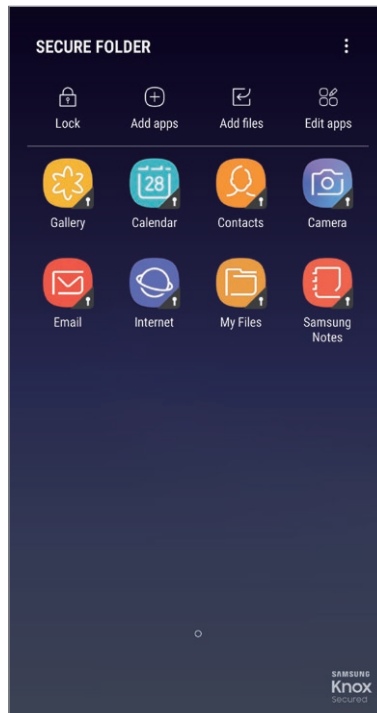 SECURE FOLDER
Lock Add apps Add files Edit apps
28
Gallery Calendar Contacts Camera
Email Internet My Files Samsung
Notes
SAMSUNG
Knox
Secured